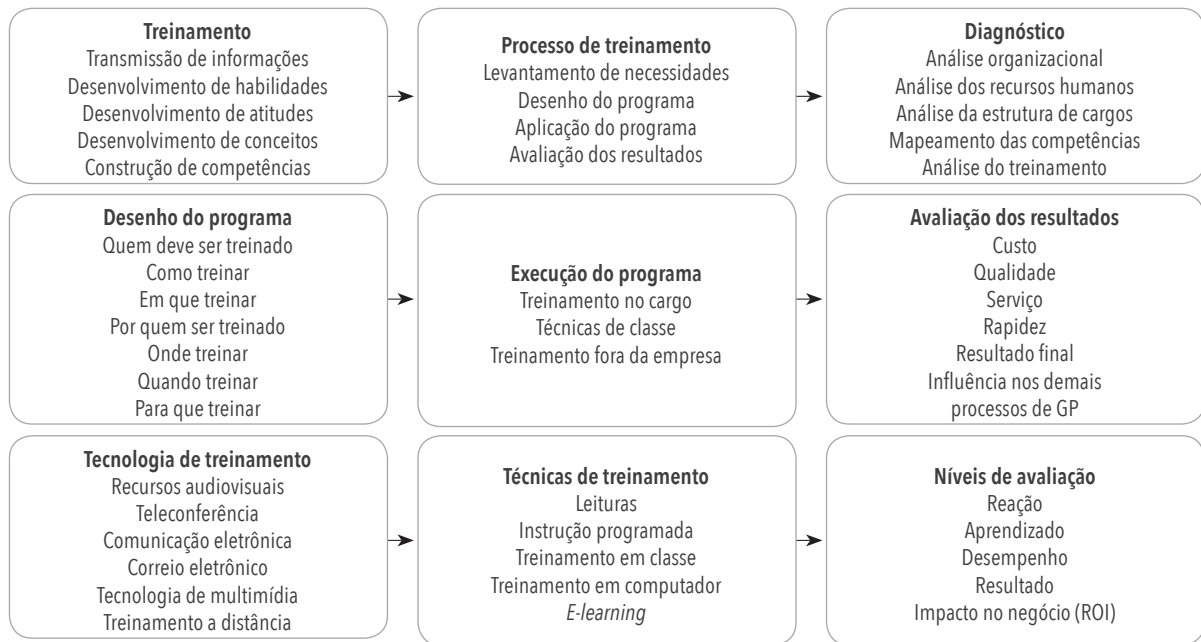 Treinamento
Transmissão de informações
Desenvolvimento de habilidades
Desenvolvimento de atitudes
Desenvolvimento de conceitos
Construção de competências
Processo de treinamento
Levantamento de necessidades
Desenho do programa
Aplicação do programa
Avaliação dos resultados
Diagnóstico
Análise organizacional
Análise dos recursos humanos
Análise da estrutura de cargos
Mapeamento das competências
Análise do treinamento
Desenho do programa
Quem deve ser treinado
Como treinar
Em que treinar
Por quem ser treinado
Onde treinar
Quando treinar
Para que treinar
Execução do programa
Treinamento no cargo
Técnicas de classe
Treinamento fora da empresa
Avaliação dos resultados
Custo
Qualidade
Serviço
Rapidez
Resultado final
Influência nos demais
processos de GP
Tecnologia de treinamento
Recursos audiovisuais
Teleconferência
Comunicação eletrônica
Correio eletrônico
Tecnologia de multimídia
Treinamento a distância
Técnicas de treinamento
Leituras
Instrução programada
Treinamento em classe
Treinamento em computador
E-learning
Níveis de avaliação
Reação
Aprendizado
Desempenho
Resultado
Impacto no negócio (ROI)